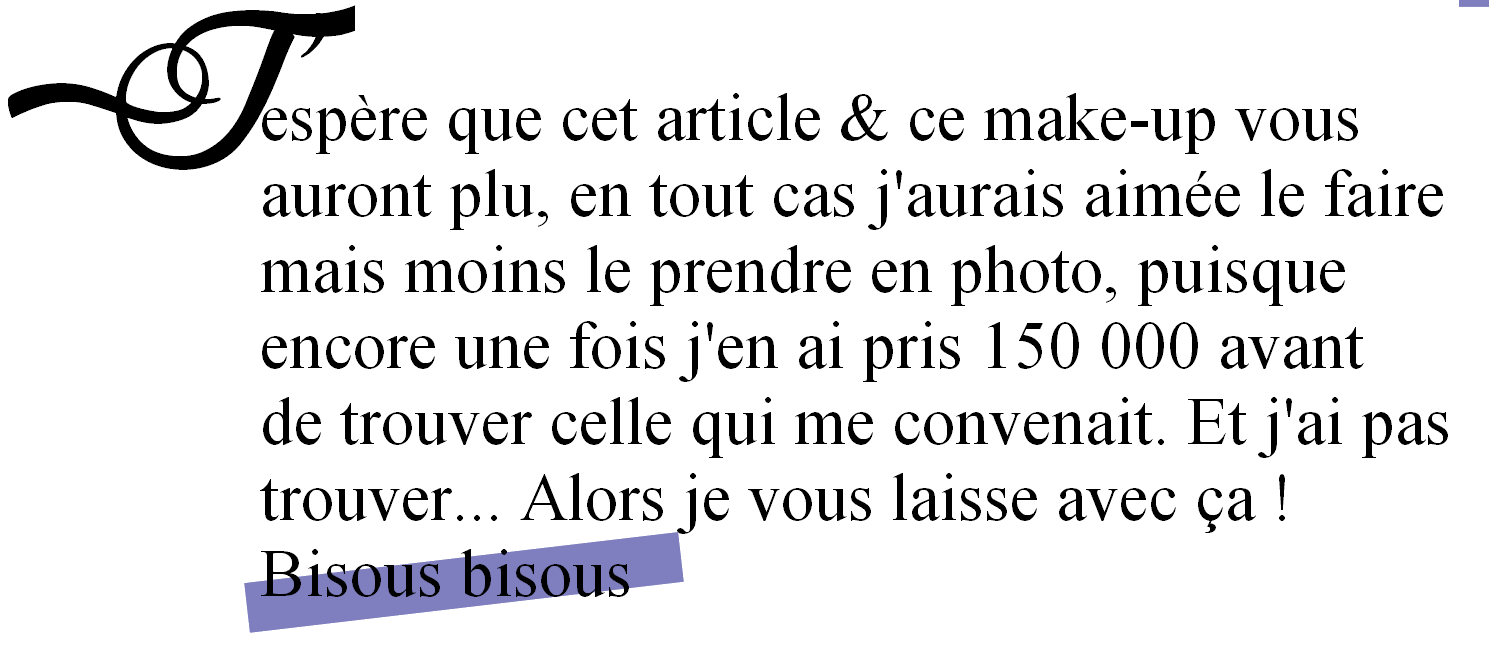 J'espère que cet article & ce make-up vous
auront plu, en tout cas j'aurais aimée le faire
mais moins le prendre en photo, puisque
encore une fois j'en ai pris 150 000 avant
de trouver celle qui me convenait. Et j'ai pas
trouver... Alors je vous laisse avec ça !
Bisous bisous